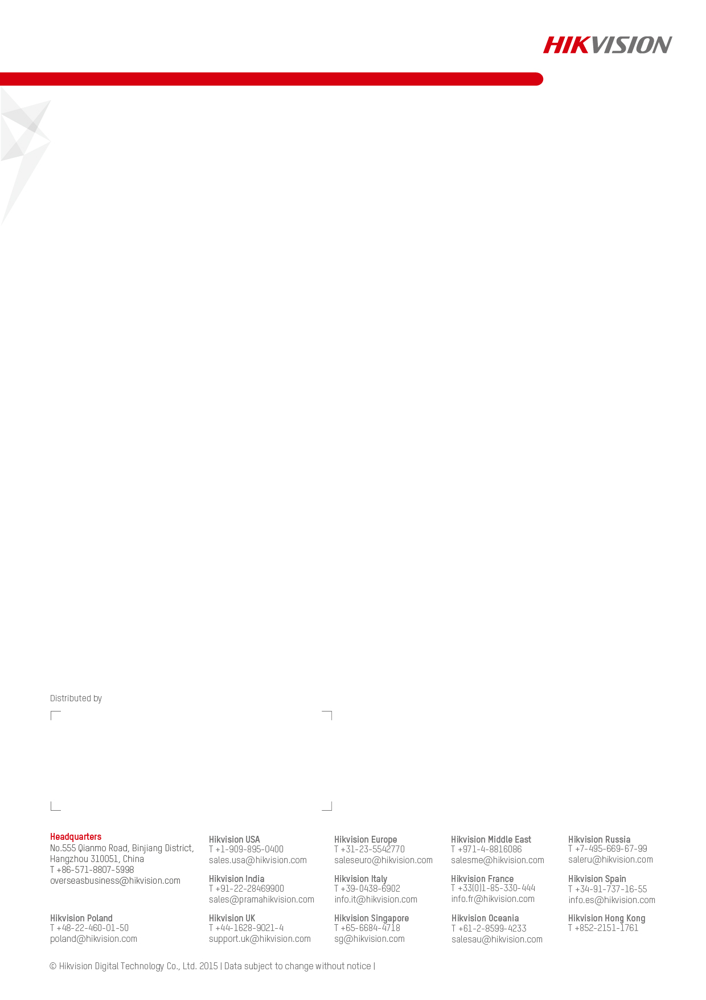 HIKVISION
Distributed by
Headquarters
No.555 Qianmo Road, Binjiang District,
Hangzhou 310051, China
T +86-571-8807-5998
overseasbusiness@hikvision.com
Hikvision USA
T +1-909-895-0400
sales.usa@hikvision.com
Hikvision Europe
T +31-23-5542770
saleseuro@hikvision.com
Hikvision Middle East
T +971-4-8816086
salesme@hikvision.com
Hikvision Russia
T +7-495-669-67-99
saleru@hikvision.com
Hikvision India
T +91-22-28469900
sales@pramahikvision.com
Hikvision Italy
T +39-0438-6902
info.it@hikvision.com
Hikvision France
T +33(0)1-85-330-444
info.fr@hikvision.com
Hikvision Spain
T +34-91-737-16-55
info.es@hikvision.com
Hikvision Poland
T +48-22-460-01-50
poland@hikvision.com
Hikvision UK
T +44-1628-9021-4
support.uk@hikvision.com
Hikvision Singapore
T +65-6684-4718
sg@hikvision.com
Hikvision Oceania
T +61-2-8599-4233
salesau@hikvision.com
Hikvision Hong Kong
T +852-2151-1761
© Hikvision Digital Technology Co., Ltd. 2015 | Data subject to change without notice |